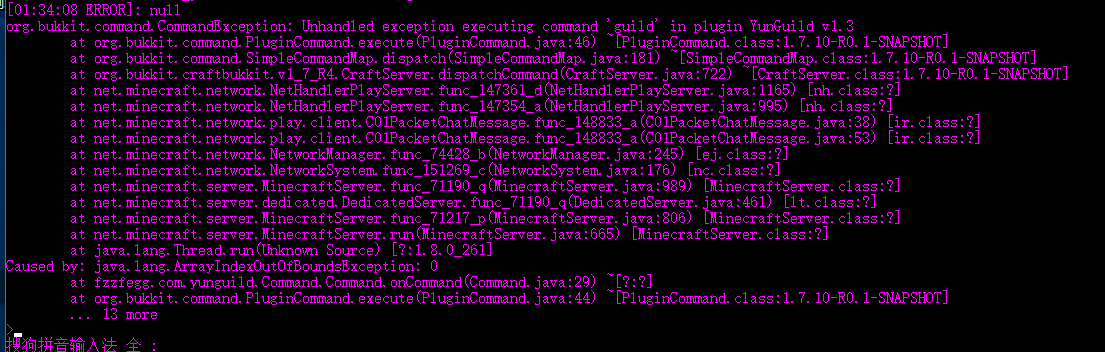 [01:34:08 ERROR]: null
org.bukkit.command.CommandException: Unhandled exception executing command 'guild' in plugin YunGuild v1.3
at org.bukkit.command.PluginCommand.execute(PluginCommand.java:46) ~[PluginCommand.class:1.7.10-R0.1-SNAPSHOT]
at org.bukkit.command.SimpleCommandMap.dispatch(SimpleCommandMap.java:181) ~[SimpleCommandMap.class:1.7.10-R0.1-SNAPSHOT]
at org.bukkit.craftbukkit.v1_7_R4.CraftServer.dispatchCommand(CraftServer.java:722) ~[CraftServer.class:1.7.10-R0.1-SNAPSHOT]
at net.minecraft.network.NetHandlerPlayServer.func_147361_d(NetHandlerPlayServer.java:1165) [nh.class:?]
at net.minecraft.network.NetHandlerPlayServer.func_147354_a(NetHandlerPlayServer.java:995) [nh.class:?]
at net.minecraft.network.play.client.C01PacketChatMessage.func_148833_a(C01PacketChatMessage.java:38) [ir.class:?]
at net.minecraft.network.play.client.C01PacketChatMessage.func_148833_a(C01PacketChatMessage.java:53) [ir.class:?]
at net.minecraft.network.NetworkManager.func_74428_b(NetworkManager.java:245) [ej.class:?]
at net.minecraft.network.NetworkSystem.func_151269_c(NetworkSystem.java:176) [nc.class:?]
at net.minecraft.server.MinecraftServer.func_71190_q(MinecraftServer.java:989) [MinecraftServer.class:?]
at net.minecraft.server.dedicated.DedicatedServer.func_71190_q(DedicatedServer.java:461) [lt.class:?]
at net.minecraft.server.MinecraftServer.func_71217_p(MinecraftServer.java:806) [MinecraftServer.class:?]
at net.minecraft.server.MinecraftServer.run(MinecraftServer.java:665) [MinecraftServer.class:?]
at java.lang.Thread.run(Unknown Source) [?:1.8.0_261]
Caused by: java.lang.ArrayIndexOutOfBoundsException: 0
at fzzfegg.com.yunguild.Command.Command.onCommand(Command.java:29) ~[?:?]
at org.bukkit.command.PluginCommand.execute(PluginCommand.java:44) ~[PluginCommand.class:1.7.10-R0.1-SNAPSHOT]
... 13 more
>
搜狗拼音输入法 全 :